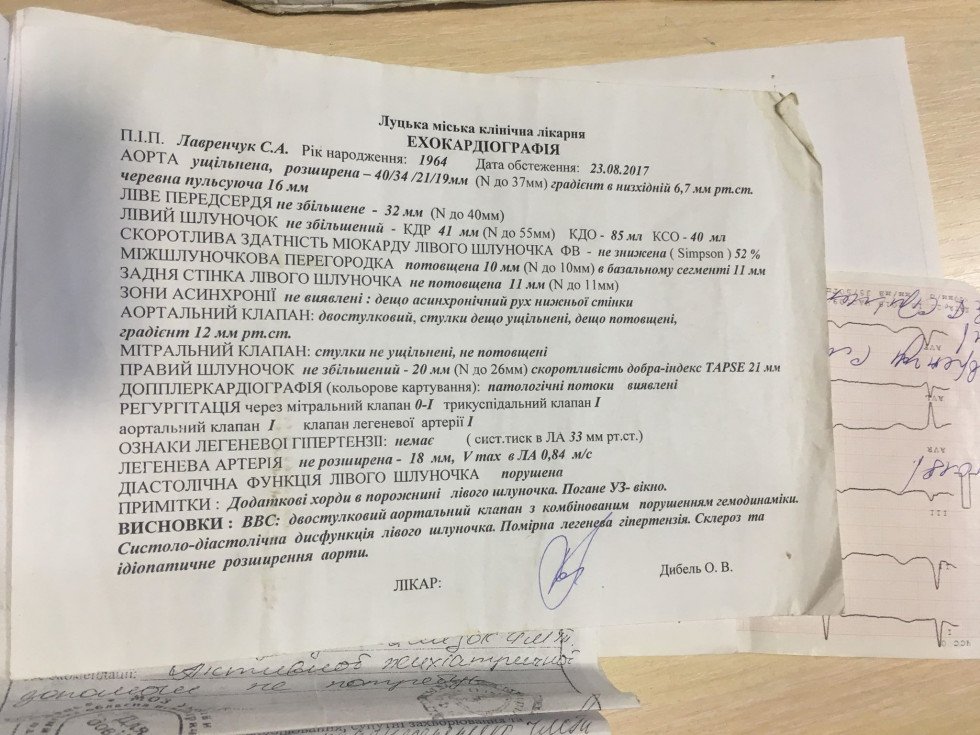 Луцька міська клінічна лікарня
ЕХОКАРДІОГРАФІЯ
П.І.П. Лавренчук С.А. Рік народження: 1964 Дата обстеження: 23.08.2017
АОРТА ущільнена, розширена – 40/34 /21/19мм (N до 37мм) градієнт в низхідній 6,7 мм рт.ст.
черевна пульсуюча 16 мм
ЛІВЕ ПЕРЕДСЕРДЯ не збільшене - 32 мм (N до 40мм)
ЛІВИЙ ШЛУНОЧОК не збільшений - КДР 41 мм (N до 55мм) КДО - 85 мл КСО - 40 мл
СКОРОТЛИВА ЗДАТНІСТЬ МІОКАРДУ ЛІВОГО ШЛУНОЧКА ФВ - не знижена ( Simpson ) 52 %
МІЖШЛУНОЧКОВА ПЕРЕГОРОДКА потовщена 10 мм (N до 10мм) в базальному сегменті 11 мм
ЗАДНЯ СТІНКА ЛІВОГО ШЛУНОЧКА не потовщена 11 мм (N до 11мм)
ЗОНИ АСИНХРОНІЇ не виявлені : дещо асинхронічний рух нижньої стінки
АОРТАЛЬНИЙ КЛАПАН: двостулковий, стулки дещо ущільнені, дещо потовщені,
градієнт 12 мм рт.ст.
МІТРАЛЬНИЙ КЛАПАН: стулки не ущільнені, не потовщені
ПРАВИЙ ШЛУНОЧОК не збільшений - 20 мм (N до 26мм) скоротливість добра-індекс TAPSE 21 мм
ДОППЛЕРКАРДІОГРАФІЯ (кольорове картування): патологічні потоки виявлені
РЕГУРГІТАЦІЯ через мітральний клапан 0-І трикуспідальний клапан І
аортальний клапан І клапан легеневої артерії І
ОЗНАКИ ЛЕГЕНЕВОЇ ГІПЕРТЕНЗІЇ: немає ( сист.тиск в ЛА 33 мм рт.ст.)
ЛЕГЕНЕВА АРТЕРІЯ не розширена - 18 мм, V max в ЛА 0,84 м/с
ДІАСТОЛІЧНА ФУНКЦІЯ ЛІВОГО ШЛУНОЧКА порушена
ПРИМІТКИ : Додаткові хорди в порожнині лівого шлуночка. Погане УЗ- вікно.
ВИСНОВКИ : ВВС: двостулковий аортальний клапан з комбінованим порушенням гемодинаміки.
Систоло-діастолічна дисфункція лівого шлуночка. Помірна легенева гіпертензія. Склероз та
ідіопатичне розширення аорти.
ЛІКАР: Дибель О. В.
Активної психіатричної
допомоги не потребує
AVF
AVL
AVR
III
ЧСС